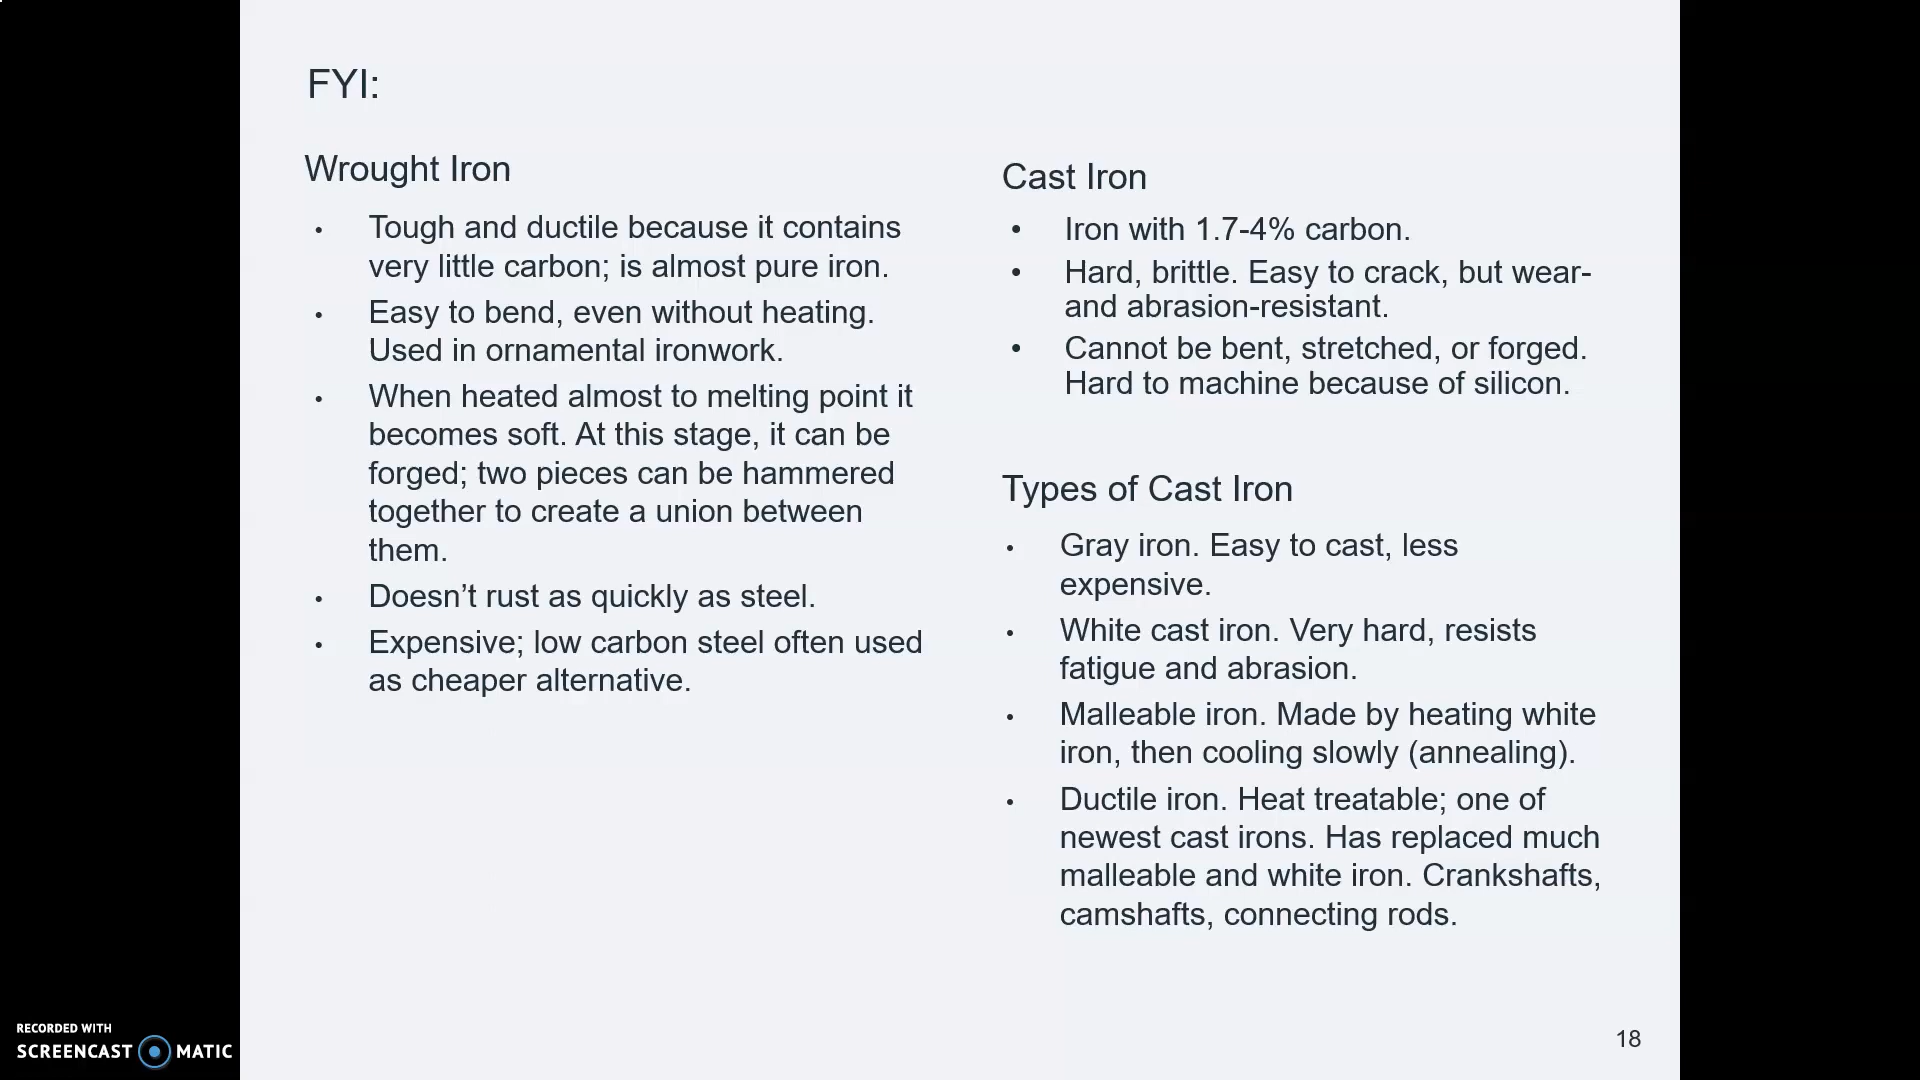 FYI:
Wrought Iron
• Tough and ductile because it contains
very little carbon; is almost pure iron.
• Easy to bend, even without heating.
Used in ornamental ironwork.
• When heated almost to melting point it
becomes soft. At this stage, it can be
forged; two pieces can be hammered
together to create a union between
them.
• Doesn’t rust as quickly as steel.
• Expensive; low carbon steel often used
as cheaper alternative.
Cast Iron
• Iron with 1.7-4% carbon.
• Hard, brittle. Easy to crack, but wear-
and abrasion-resistant.
• Cannot be bent, stretched, or forged.
Hard to machine because of silicon.
Types of Cast Iron
• Gray iron. Easy to cast, less
expensive.
• White cast iron. Very hard, resists
fatigue and abrasion.
• Malleable iron. Made by heating white
iron, then cooling slowly (annealing).
• Ductile iron. Heat treatable; one of
newest cast irons. Has replaced much
malleable and white iron. Crankshafts,
camshafts, connecting rods.
18
RECORDED WITH
SCREENCAST MATIC